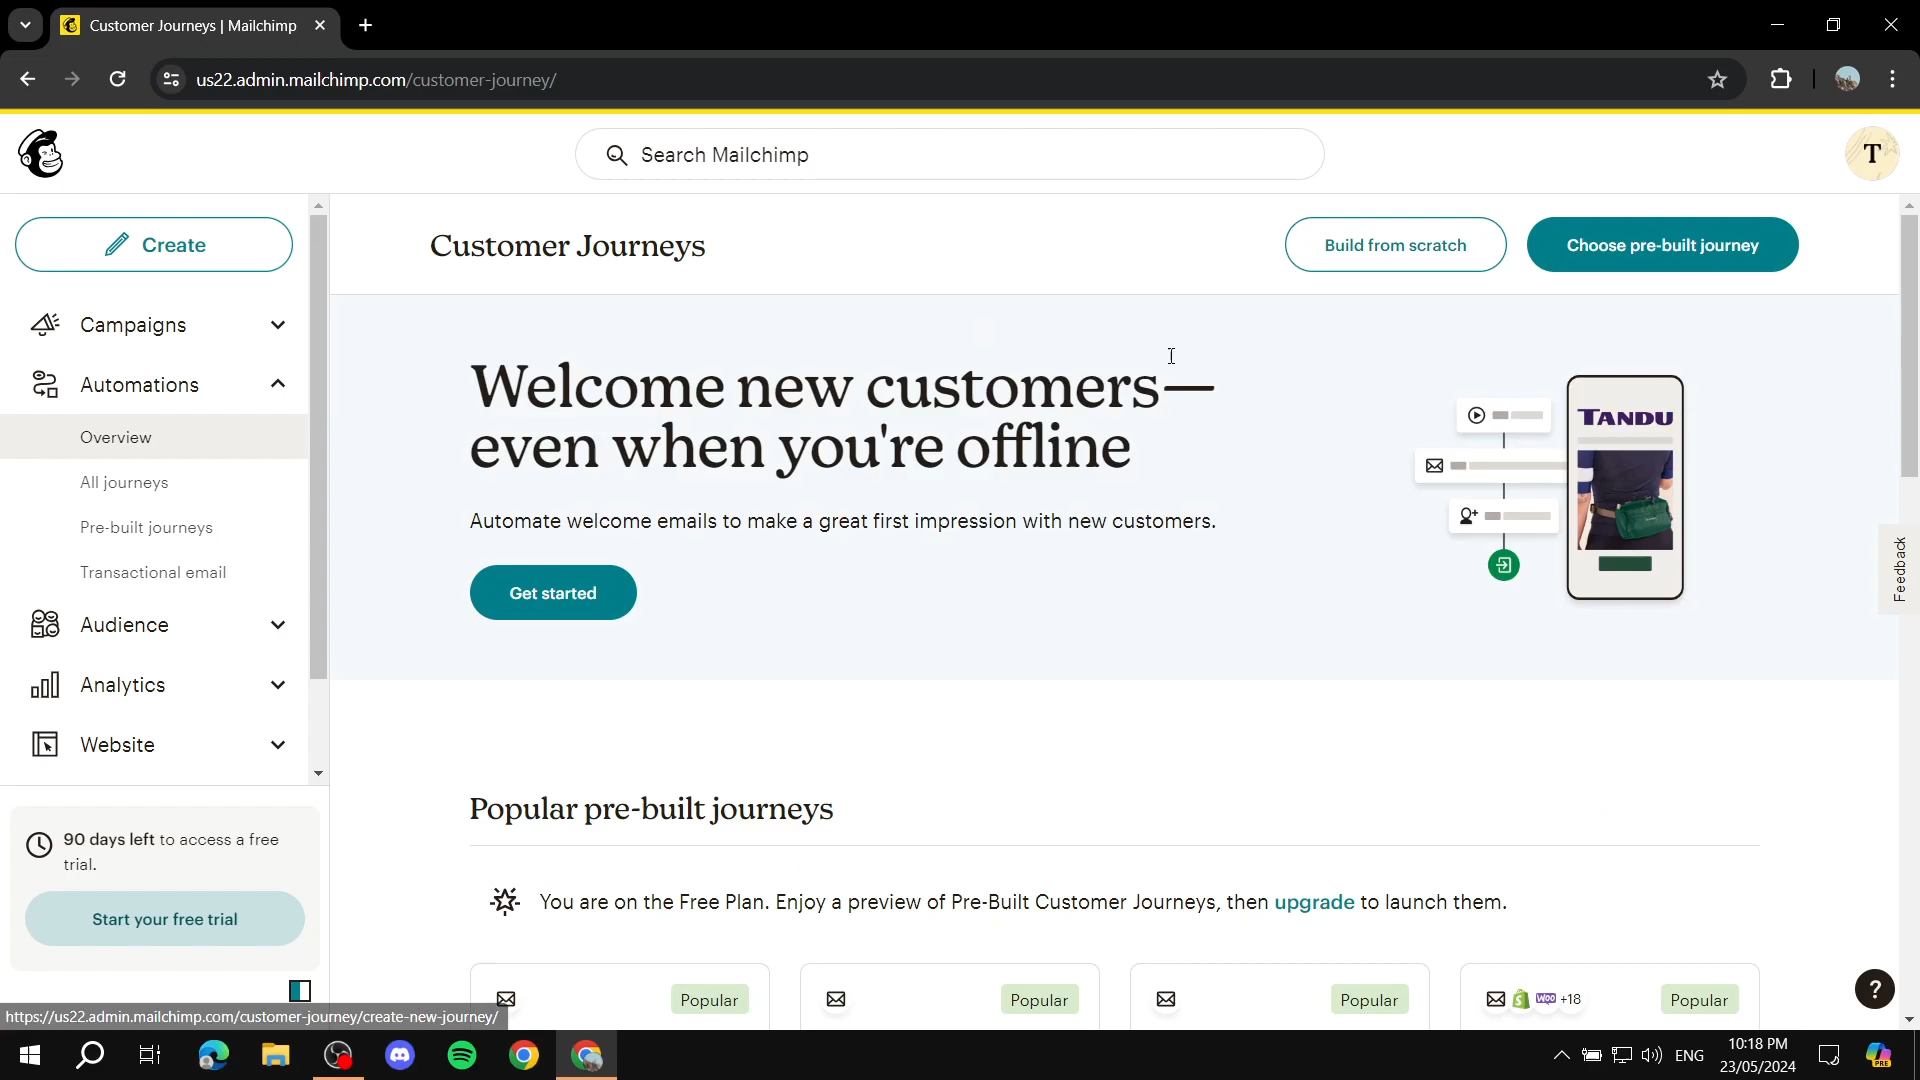 Customer Journeys | Mailchimp
us22.admin.mailchimp.com/customer-journey/
Search Mailchimp
T
Create
Customer Journeys
Build from scratch
Choose pre-built journey
Campaigns
Automations
Overview
All journeys
Pre-built journeys
Transactional email
Audience
Analytics
Website
Welcome new customers—
even when you're offline
Automate welcome emails to make a great first impression with new customers.
Get started
TANDU
Feedback
Popular pre-built journeys
You are on the Free Plan. Enjoy a preview of Pre-Built Customer Journeys, then upgrade to launch them.
90 days left to access a free
trial.
Start your free trial
Popular
Popular
Popular
WOO +18
Popular
?
https://us22.admin.mailchimp.com/customer-journey/create-new-journey/
ENG
10:18 PM
23/05/2024
PRE